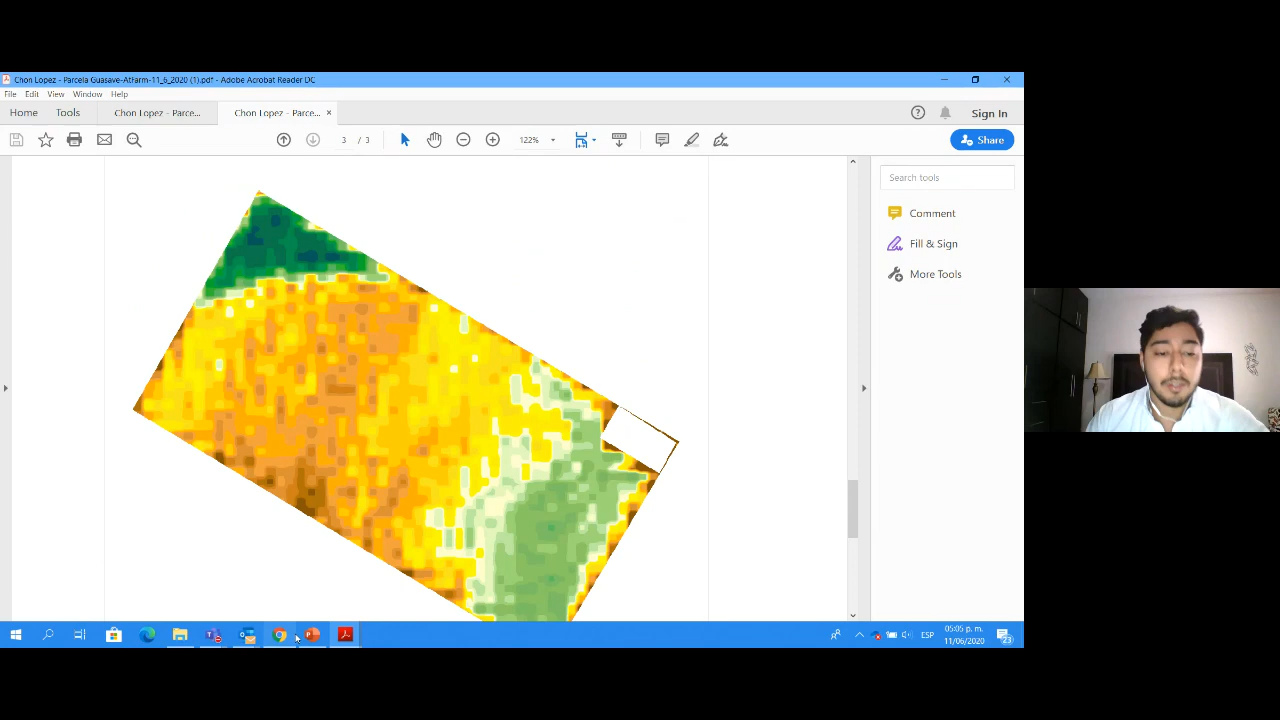 Chon Lopez - Parcela Guasave-AtFarm-11_6_2020 (1).pdf - Adobe Acrobat Reader DC
File Edit View Window Help
Home Tools Chon Lopez - Parce... Chon Lopez - Parce... × Sign In
3 / 3 122% Share
Search tools
Comment
Fill & Sign
More Tools
ESP 05:05 p. m.
11/06/2020 23